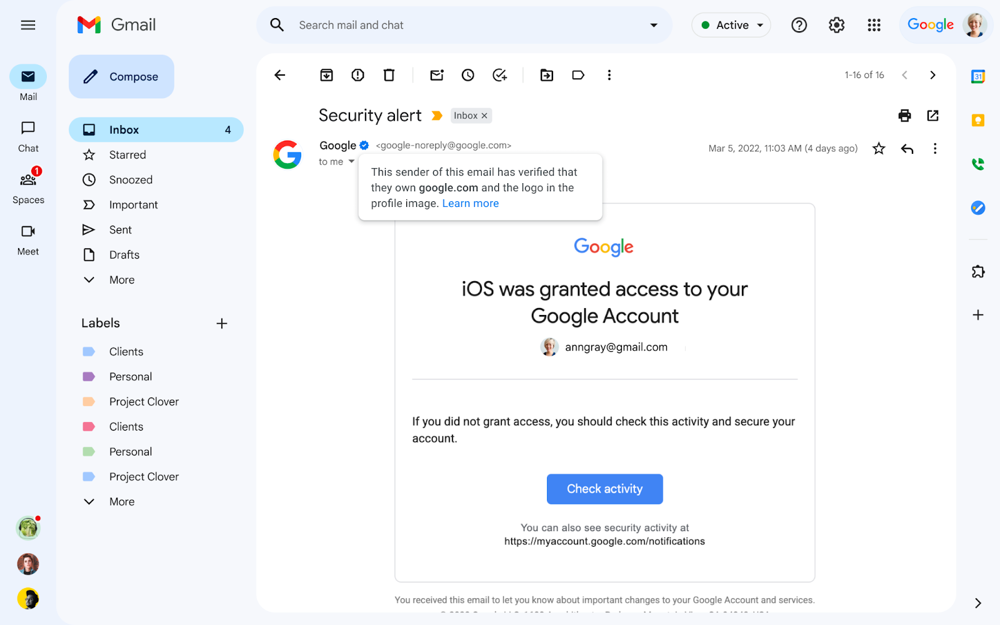 Gmail
Search mail and chat
Active
Google
Compose
Mail
Chat
1
Spaces
Meet
Inbox 4
Starred
Snoozed
Important
Sent
Drafts
More
Labels
Clients
Personal
Project Clover
Clients
Personal
Project Clover
More
1-16 of 16
31
Security alert
Inbox
Google <google-noreply@google.com>
Mar 5, 2022, 11:03 AM (4 days ago)
to me
This sender of this email has verified that
they own google.com and the logo in the
profile image. Learn more
Google
iOS was granted access to your
Google Account
anngray@gmail.com
If you did not grant access, you should check this activity and secure your
account.
Check activity
You can also see security activity at
https://myaccount.google.com/notifications
You received this email to let you know about important changes to your Google Account and services.